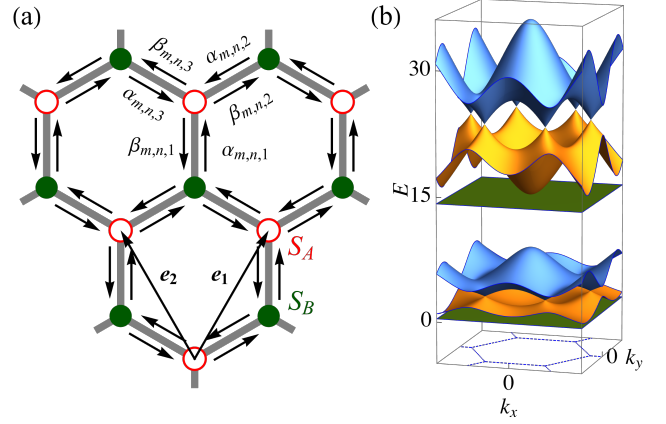 (a)
β_{m,n,3}
α_{m,n,2}
α_{m,n,3}
β_{m,n,2}
β_{m,n,1}
α_{m,n,1}
e_2
e_1
S_A
S_B
(b)
30
E
15
0
0 k_y
0
k_x